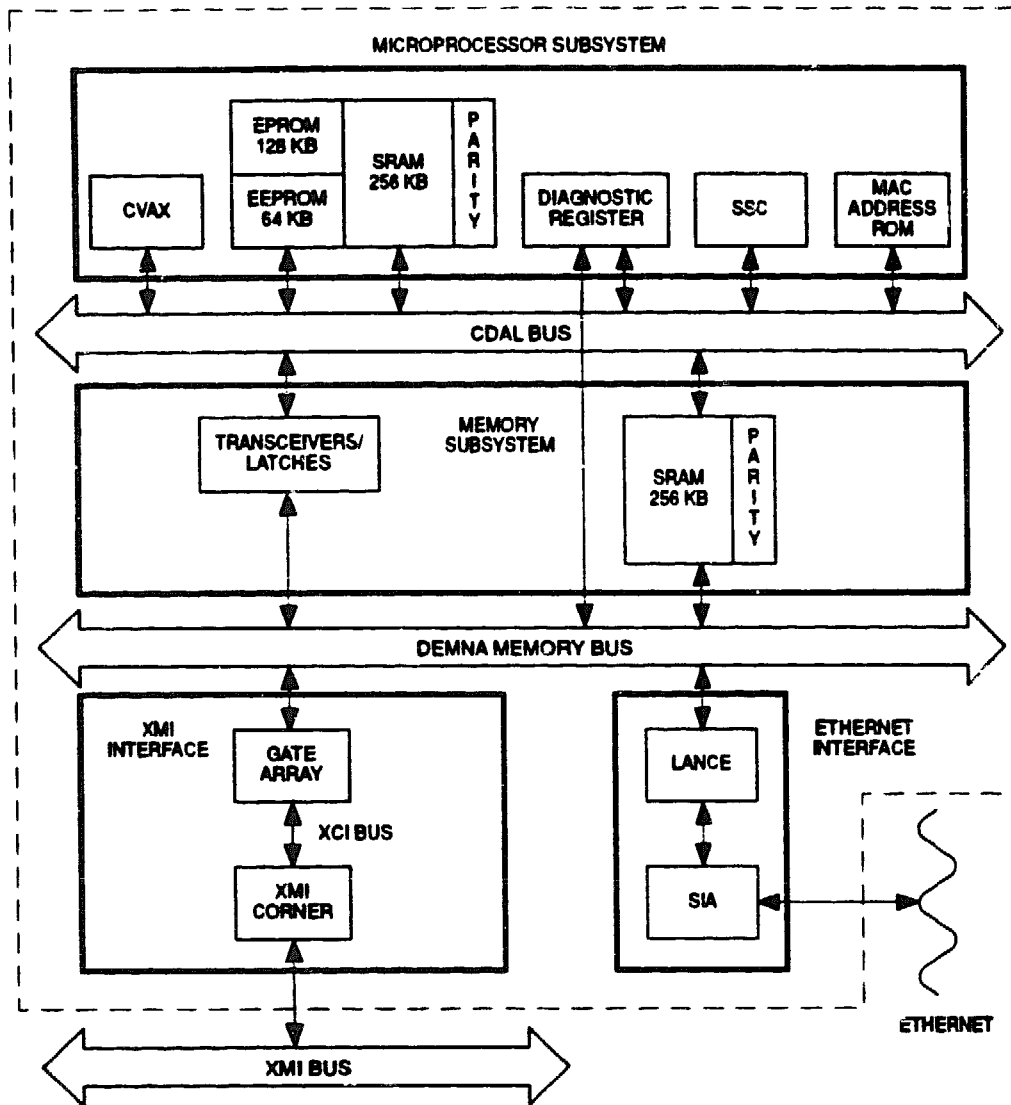 MICROPROCESSOR SUBSYSTEM
EPROM
128 KB
EEPROM
64 KB
SRAM
256 KB
PARITY
CVAX
DIAGNOSTIC
REGISTER
SSC
MAC
ADDRESS
ROM
CDAL BUS
TRANSCEIVERS/
LATCHES
MEMORY
SUBSYSTEM
SRAM
256 KB
PARITY
DEMNA MEMORY BUS
XMI
INTERFACE
GATE
ARRAY
XCI BUS
XMI
CORNER
LANCE
SIA
ETHERNET
INTERFACE
ETHERNET
XMI BUS